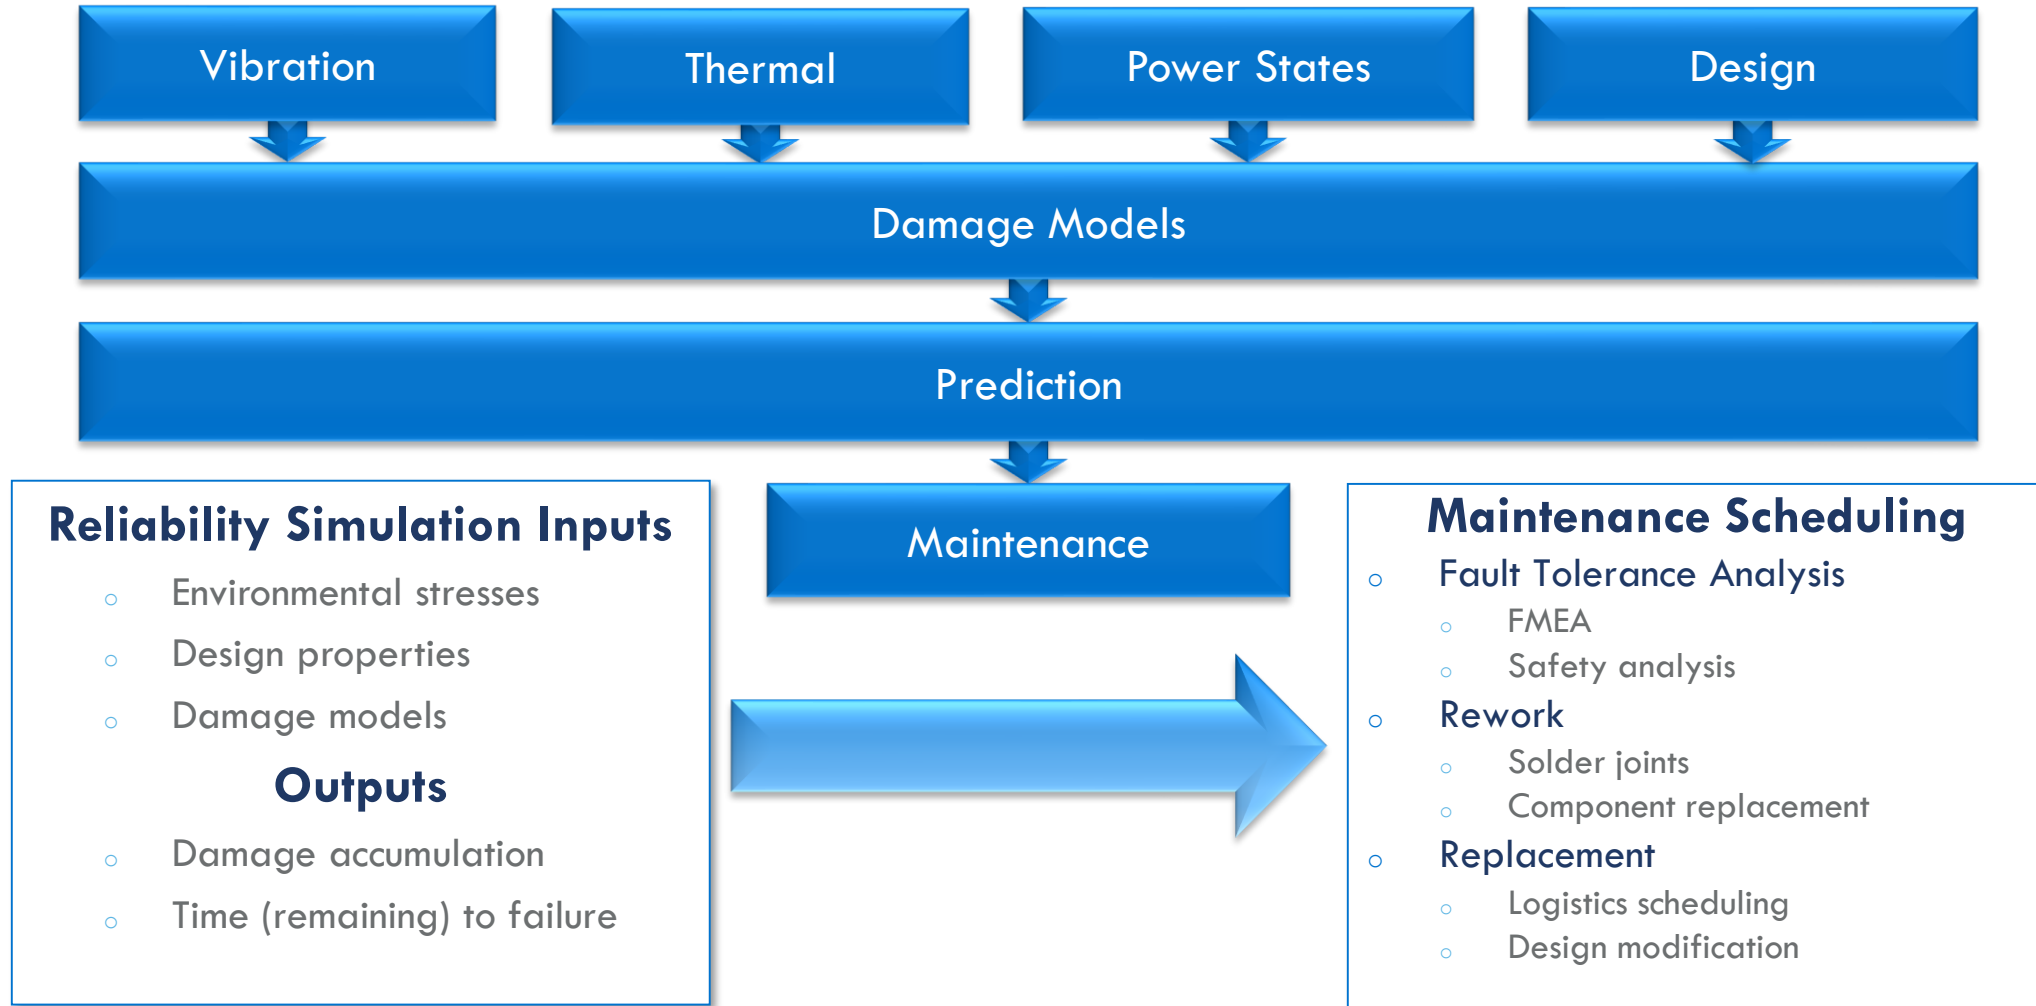 Vibration
Thermal
Power States
Design
Damage Models
Prediction
Maintenance
Reliability Simulation Inputs
Environmental stresses
Design properties
Damage models
Outputs
Damage accumulation
Time (remaining) to failure
Maintenance Scheduling
Fault Tolerance Analysis
FMEA
Safety analysis
Rework
Solder joints
Component replacement
Replacement
Logistics scheduling
Design modification